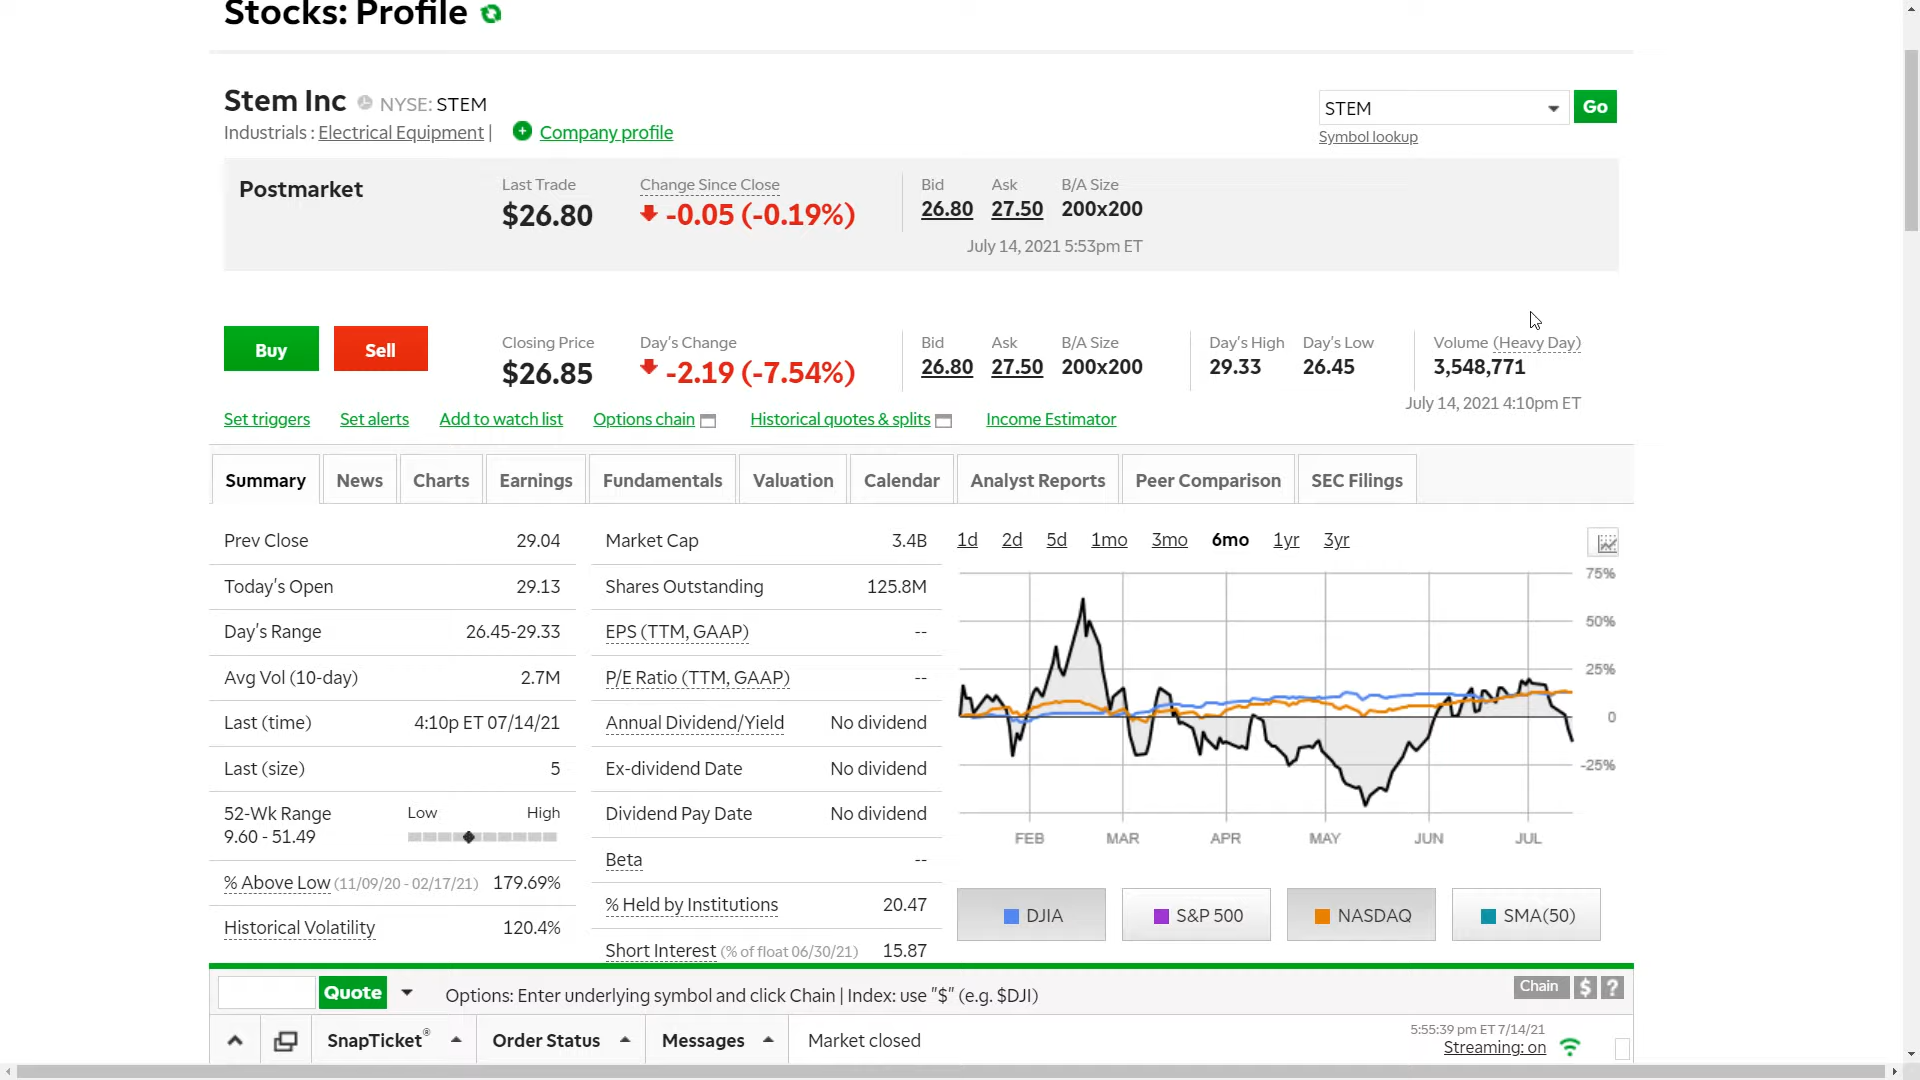 Stocks: Profile
Stem Inc NYSE: STEM
Industrials : Electrical Equipment | Company profile
STEM Go
Symbol lookup
Postmarket
Last Trade Change Since Close Bid Ask B/A Size
$26.80 -0.05 (-0.19%) 26.80 27.50 200x200
July 14, 2021 5:53pm ET
Buy Sell
Closing Price Day's Change Bid Ask B/A Size Day's High Day's Low Volume (Heavy Day)
$26.85 -2.19 (-7.54%) 26.80 27.50 200x200 29.33 26.45 3,548,771
July 14, 2021 4:10pm ET
Set triggers Set alerts Add to watch list Options chain Historical quotes & splits Income Estimator
Summary News Charts Earnings Fundamentals Valuation Calendar Analyst Reports Peer Comparison SEC Filings
Prev Close 29.04
Today's Open 29.13
Day's Range 26.45-29.33
Avg Vol (10-day) 2.7M
Last (time) 4:10p ET 07/14/21
Last (size) 5
52-Wk Range Low High
9.60 - 51.49
% Above Low (11/09/20 - 02/17/21) 179.69%
Historical Volatility 120.4%
Market Cap 3.4B
Shares Outstanding 125.8M
EPS (TTM, GAAP) --
P/E Ratio (TTM, GAAP) --
Annual Dividend/Yield No dividend
Ex-dividend Date No dividend
Dividend Pay Date No dividend
Beta --
% Held by Institutions 20.47
Short Interest (% of float 06/30/21) 15.87
1d 2d 5d 1mo 3mo 6mo 1yr 3yr
75%
50%
25%
0
-25%
FEB MAR APR MAY JUN JUL
DJIA S&P 500 NASDAQ SMA(50)
Quote Options: Enter underlying symbol and click Chain | Index: use "$" (e.g. $DJI) Chain $ ?
SnapTicket® Order Status Messages Market closed
5:55:39 pm ET 7/14/21
Streaming: on